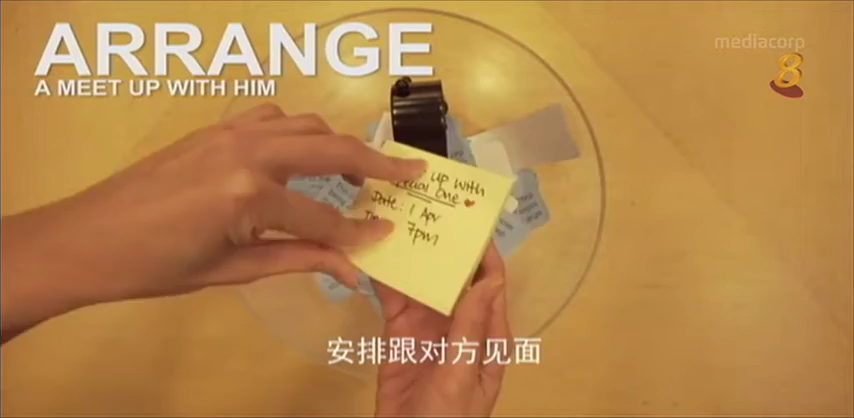 ARRANGE
A MEET UP WITH HIM
mediacorp
8
up with
One ❤
Date: 1 Apr
7pm
安排跟对方见面